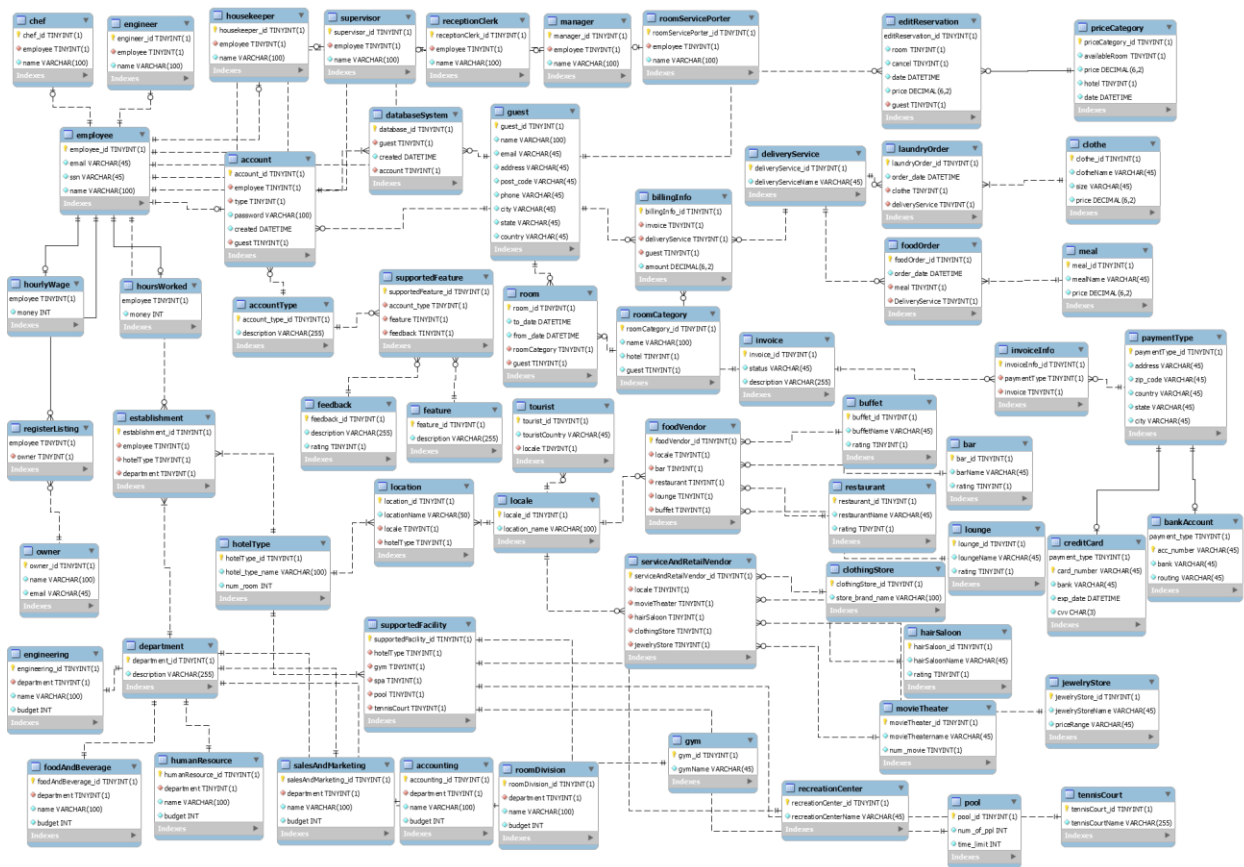 chef
chef_id TINYINT(1)
employee TINYINT(1)
name VARCHAR(100)
Indexes
engineer
engineer_id TINYINT(1)
employee TINYINT(1)
name VARCHAR(100)
Indexes
housekeeper
housekeeper_id TINYINT(1)
employee TINYINT(1)
name VARCHAR(100)
Indexes
supervisor
supervisor_id TINYINT(1)
employee TINYINT(1)
name VARCHAR(100)
Indexes
receptionClerk
receptionClerk_id TINYINT(1)
employee TINYINT(1)
name VARCHAR(100)
Indexes
manager
manager_id TINYINT(1)
employee TINYINT(1)
name VARCHAR(100)
Indexes
roomServicePorter
roomServicePorter_id TINYINT(1)
employee TINYINT(1)
name VARCHAR(100)
Indexes
editReservation
editReservation_id TINYINT(1)
room TINYINT(1)
cancel TINYINT(1)
date DATETIME
price DECIMAL(6,2)
guest TINYINT(1)
Indexes
priceCategory
priceCategory_id TINYINT(1)
availableRoom TINYINT(1)
price DECIMAL(6,2)
hotel TINYINT(1)
date DATETIME
Indexes
employee
employee_id TINYINT(1)
email VARCHAR(45)
ssn VARCHAR(45)
name VARCHAR(100)
Indexes
account
account_id TINYINT(1)
employee TINYINT(1)
type TINYINT(1)
password VARCHAR(100)
created DATETIME
guest TINYINT(1)
Indexes
databaseSystem
database_id TINYINT(1)
guest TINYINT(1)
created DATETIME
account TINYINT(1)
Indexes
guest
guest_id TINYINT(1)
name VARCHAR(100)
email VARCHAR(45)
address VARCHAR(45)
post_code VARCHAR(45)
phone VARCHAR(45)
city VARCHAR(45)
state VARCHAR(45)
country VARCHAR(45)
Indexes
deliveryService
deliveryService_id TINYINT(1)
deliveryServiceName VARCHAR(45)
Indexes
laundryOrder
laundryOrder_id TINYINT(1)
order_date DATETIME
clothe TINYINT(1)
deliveryService TINYINT(1)
Indexes
clothe
clothe_id TINYINT(1)
clotheName VARCHAR(45)
size VARCHAR(45)
price DECIMAL(6,2)
Indexes
billingInfo
billingInfo_id TINYINT(1)
invoice TINYINT(1)
deliveryService TINYINT(1)
guest TINYINT(1)
amount DECIMAL(6,2)
Indexes
foodOrder
foodOrder_id TINYINT(1)
order_date DATETIME
meal TINYINT(1)
DeliveryService TINYINT(1)
Indexes
meal
meal_id TINYINT(1)
mealName VARCHAR(45)
price DECIMAL(6,2)
Indexes
hourlyWage
employee TINYINT(1)
money INT
Indexes
hoursWorked
employee TINYINT(1)
money INT
Indexes
accountType
account_type_id TINYINT(1)
description VARCHAR(255)
Indexes
supportedFeature
supportedFeature_id TINYINT(1)
account_type TINYINT(1)
feature TINYINT(1)
feedback TINYINT(1)
Indexes
room
room_id TINYINT(1)
to_date DATETIME
from_date DATETIME
roomCategory TINYINT(1)
guest TINYINT(1)
Indexes
roomCategory
roomCategory_id TINYINT(1)
name VARCHAR(100)
hotel TINYINT(1)
guest TINYINT(1)
Indexes
invoice
invoice_id TINYINT(1)
status VARCHAR(45)
description VARCHAR(255)
Indexes
invoiceInfo
invoiceInfo_id TINYINT(1)
paymentType TINYINT(1)
invoice TINYINT(1)
Indexes
paymentType
paymentType_id TINYINT(1)
address VARCHAR(45)
zip_code VARCHAR(45)
country VARCHAR(45)
state VARCHAR(45)
city VARCHAR(45)
Indexes
registerListing
employee TINYINT(1)
owner TINYINT(1)
Indexes
establishment
establishment_id TINYINT(1)
employee TINYINT(1)
hotelType TINYINT(1)
department TINYINT(1)
Indexes
feedback
feedback_id TINYINT(1)
description VARCHAR(255)
rating TINYINT(1)
Indexes
feature
feature_id TINYINT(1)
description VARCHAR(255)
Indexes
tourist
tourist_id TINYINT(1)
touristCountry VARCHAR(45)
locale TINYINT(1)
Indexes
foodVendor
foodVendor_id TINYINT(1)
locale TINYINT(1)
bar TINYINT(1)
restaurant TINYINT(1)
lounge TINYINT(1)
buffet TINYINT(1)
Indexes
buffet
buffet_id TINYINT(1)
buffetName VARCHAR(45)
rating TINYINT(1)
Indexes
bar
bar_id TINYINT(1)
barName VARCHAR(45)
rating TINYINT(1)
Indexes
restaurant
restaurant_id TINYINT(1)
restaurantName VARCHAR(45)
rating TINYINT(1)
Indexes
lounge
lounge_id TINYINT(1)
loungeName VARCHAR(45)
rating TINYINT(1)
Indexes
creditCard
payment_type TINYINT(1)
card_number VARCHAR(45)
bank VARCHAR(45)
exp_date DATETIME
cvv CHAR(3)
Indexes
bankAccount
payment_type TINYINT(1)
acc_number VARCHAR(45)
bank VARCHAR(45)
routing VARCHAR(45)
Indexes
owner
owner_id TINYINT(1)
name VARCHAR(100)
email VARCHAR(45)
Indexes
hotelType
hotelType_id TINYINT(1)
hotel_type_name VARCHAR(100)
num_room INT
Indexes
location
location_id TINYINT(1)
locationName VARCHAR(50)
locale TINYINT(1)
hotelType TINYINT(1)
Indexes
locale
locale_id TINYINT(1)
location_name VARCHAR(100)
Indexes
serviceAndRetailVendor
serviceAndRetailVendor_id TINYINT(1)
locale TINYINT(1)
movieTheater TINYINT(1)
hairSaloon TINYINT(1)
clothingStore TINYINT(1)
jewelryStore TINYINT(1)
Indexes
clothingStore
clothingStore_id TINYINT(1)
store_brand_name VARCHAR(100)
Indexes
hairSaloon
hairSaloon_id TINYINT(1)
hairSaloonName VARCHAR(45)
rating TINYINT(1)
Indexes
jewelryStore
jewelryStore_id TINYINT(1)
jewelryStoreName VARCHAR(45)
priceRange VARCHAR(45)
Indexes
movieTheater
movieTheater_id TINYINT(1)
movieTheatername VARCHAR(45)
num_movie TINYINT(1)
Indexes
engineering
engineering_id TINYINT(1)
department TINYINT(1)
name VARCHAR(100)
budget INT
Indexes
department
department_id TINYINT(1)
description VARCHAR(255)
Indexes
supportedFacility
supportedFacility_id TINYINT(1)
hotelType TINYINT(1)
gym TINYINT(1)
spa TINYINT(1)
pool TINYINT(1)
tennisCourt TINYINT(1)
Indexes
foodAndBeverage
foodAndBeverage_id TINYINT(1)
department TINYINT(1)
name VARCHAR(100)
budget INT
Indexes
humanResource
humanResource_id TINYINT(1)
department TINYINT(1)
name VARCHAR(100)
budget INT
Indexes
salesAndMarketing
salesAndMarketing_id TINYINT(1)
department TINYINT(1)
name VARCHAR(100)
budget INT
Indexes
accounting
accounting_id TINYINT(1)
department TINYINT(1)
name VARCHAR(100)
budget INT
Indexes
roomDivision
roomDivision_id TINYINT(1)
department TINYINT(1)
name VARCHAR(100)
budget INT
Indexes
gym
gym_id TINYINT(1)
gymName VARCHAR(45)
Indexes
recreationCenter
recreationCenter_id TINYINT(1)
recreationCenterName VARCHAR(45)
Indexes
pool
pool_id TINYINT(1)
num_of_ppl INT
time_limit INT
Indexes
tennisCourt
tennisCourt_id TINYINT(1)
tennisCourtName VARCHAR(255)
Indexes